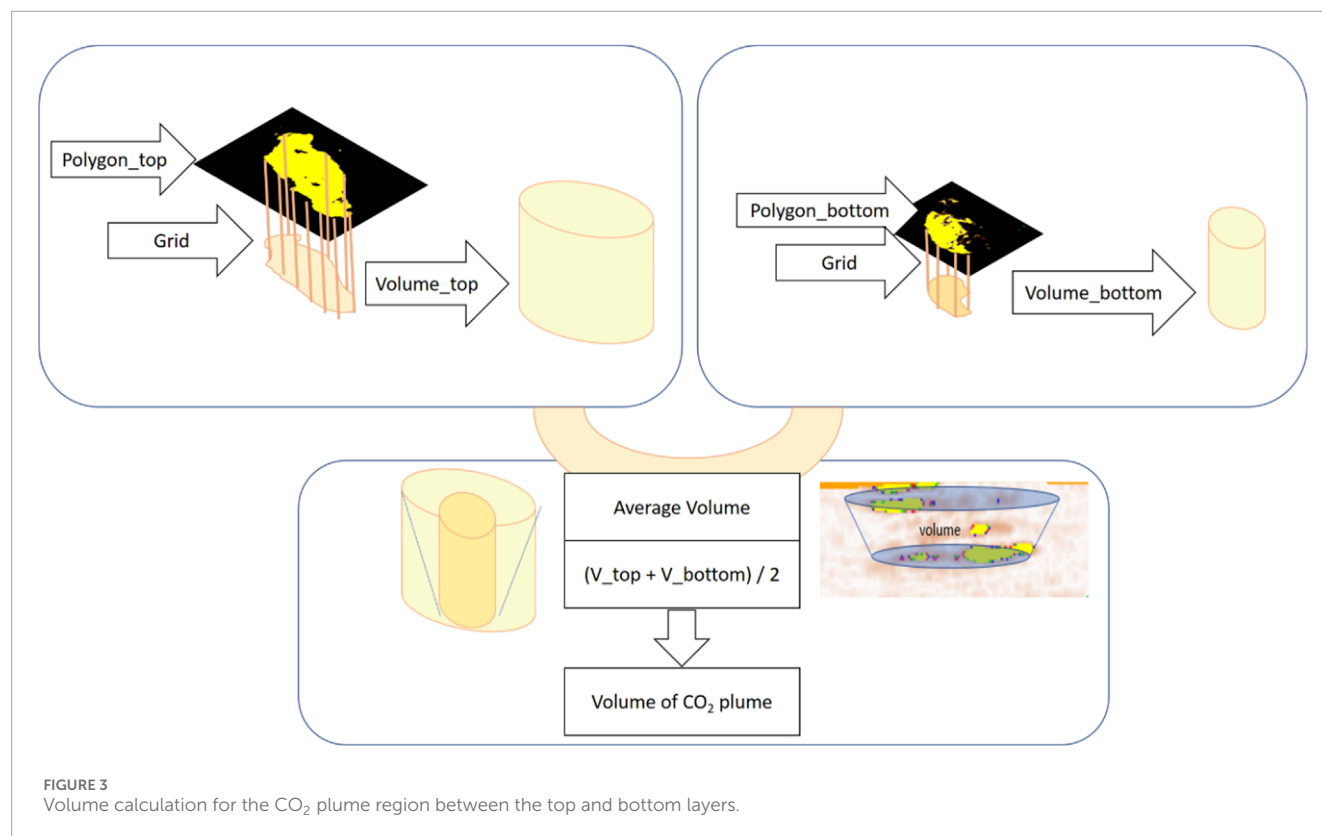 Polygon_top
Grid
Volume_top
Polygon_bottom
Grid
Volume_bottom
Average Volume
(V_top + V_bottom) / 2
volume
Volume of CO₂ plume
FIGURE 3
Volume calculation for the CO₂ plume region between the top and bottom layers.